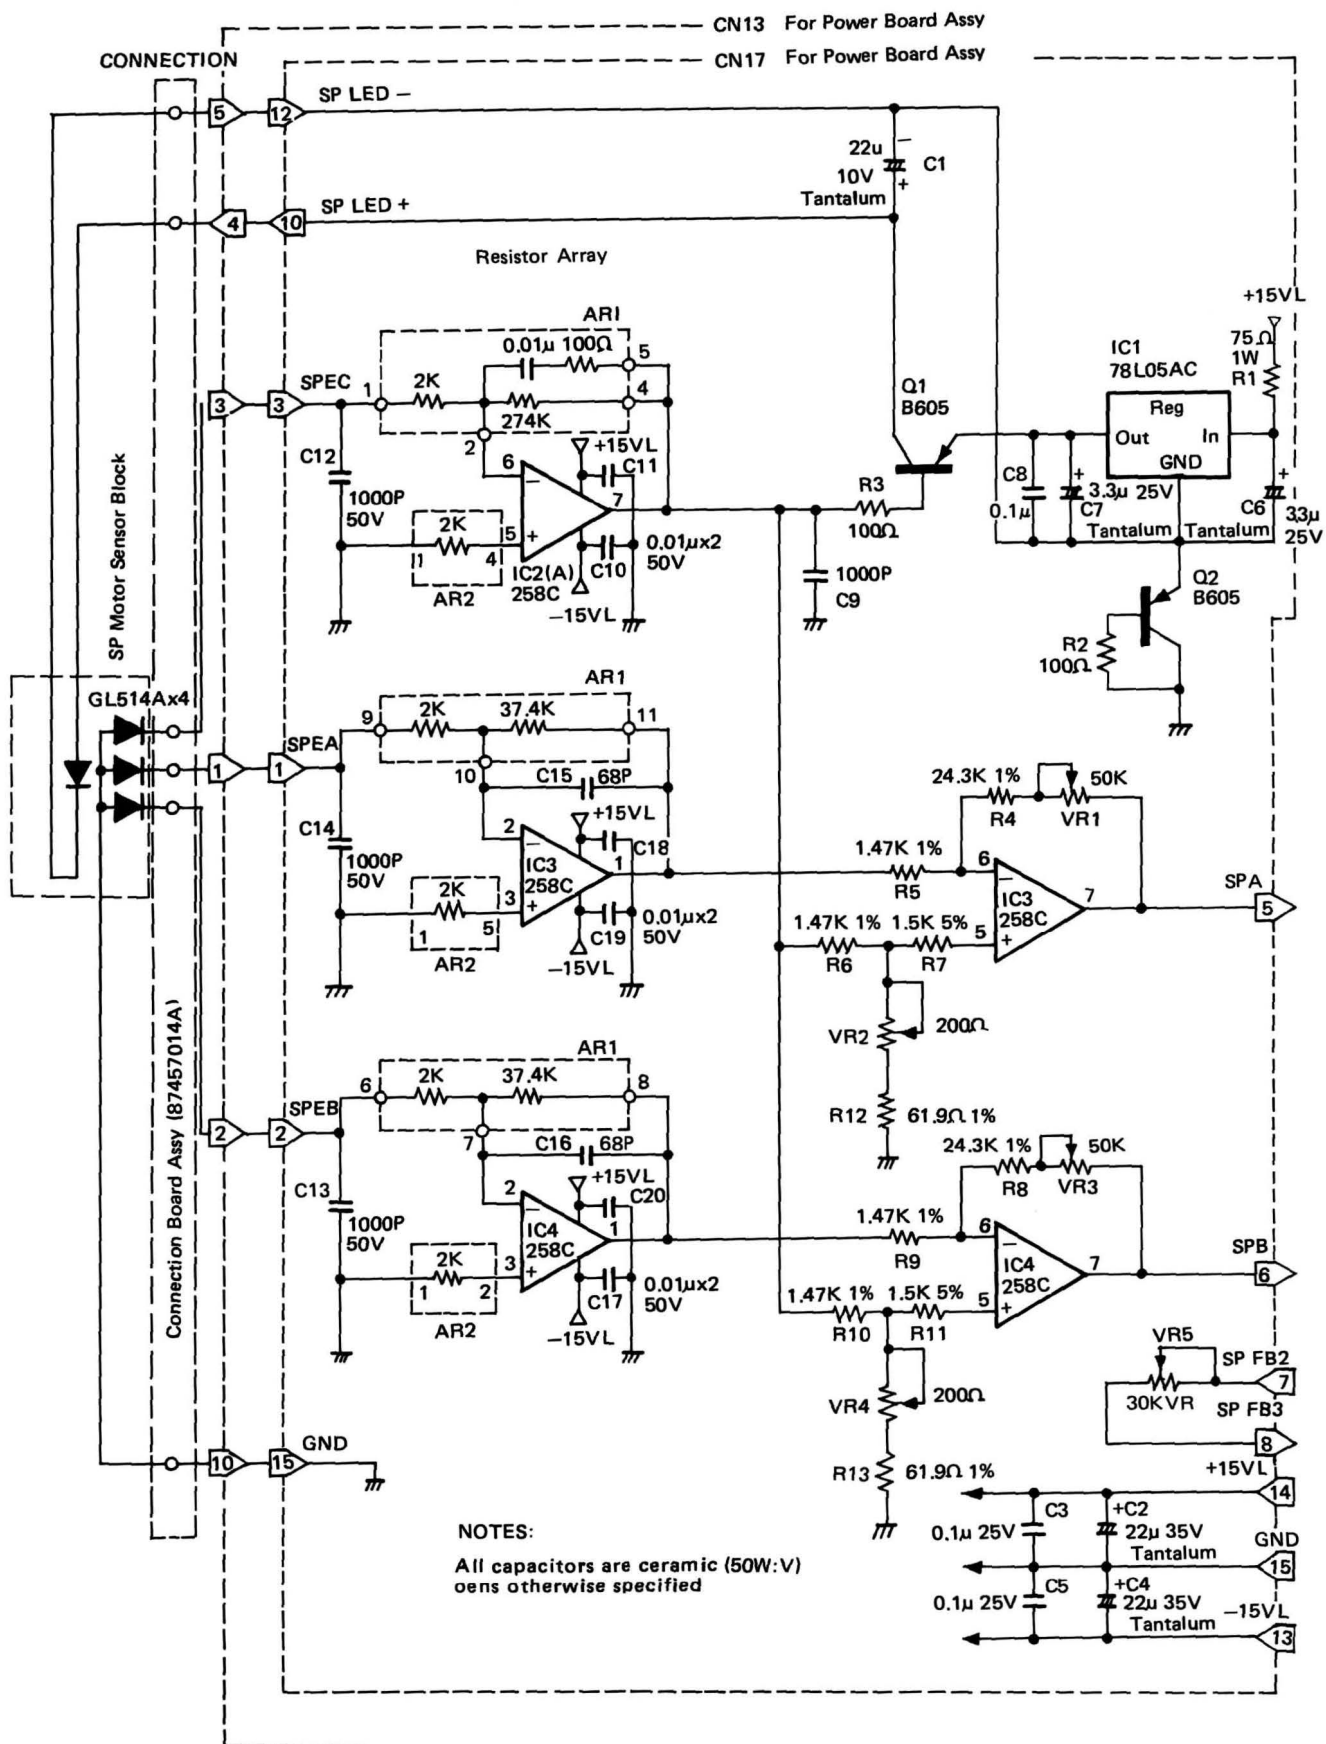 CN13 For Power Board Assy
CONNECTION
CN17 For Power Board Assy
5
12
SP LED −
22u
10V
Tantalum
−
+
C1
4
10
SP LED +
Resistor Array
+15VL
75Ω
1W
R1
IC1
78L05AC
Reg
Out
In
GND
ARI
0.01µ 100Ω
5
3
3
SPEC
1
2K
4
274K
2
Q1
B605
C12
1000P
50V
6
−
+15VL
C11
7
2K
1
4
5
+
AR2
IC2(A)
258C
C10
0.01µx2
50V
−15VL
R3
100Ω
1000P
C9
C8
0.1µ
+
3.3µ 25V
C7
Tantalum
Tantalum
+
C6
33µ
25V
Q2
B605
R2
100Ω
SP Motor Sensor Block
GL514Ax4
AR1
9
2K
37.4K
11
1
1
SPEA
10
C15
68P
C14
1000P
50V
2
−
+15VL
C18
IC3
258C
1
2K
3
+
1
5
AR2
C19
0.01µx2
50V
−15VL
24.3K 1%
R4
50K
VR1
1.47K 1%
R5
6
−
IC3
258C
7
5
+
SPA
5
1.47K 1%
R6
1.5K 5%
R7
VR2
200Ω
R12
61.9Ω 1%
Connection Board Assy (87457014A)
AR1
6
2K
37.4K
8
2
2
SPEB
7
C16
68P
C13
1000P
50V
2
−
+15VL
C20
IC4
258C
1
2K
3
+
1
2
AR2
C17
0.01µx2
50V
−15VL
24.3K 1%
R8
50K
VR3
1.47K 1%
R9
6
−
IC4
258C
7
5
+
SPB
6
1.47K 1%
R10
1.5K 5%
R11
VR4
200Ω
R13
61.9Ω 1%
VR5
30KVR
SP FB2
7
SP FB3
8
10
15
GND
+15VL
14
C3
0.1µ 25V
+C2
22µ 35V
Tantalum
GND
15
C5
0.1µ 25V
+C4
22µ 35V
Tantalum
−15VL
13
NOTES:
All capacitors are ceramic (50W:V)
oens otherwise specified